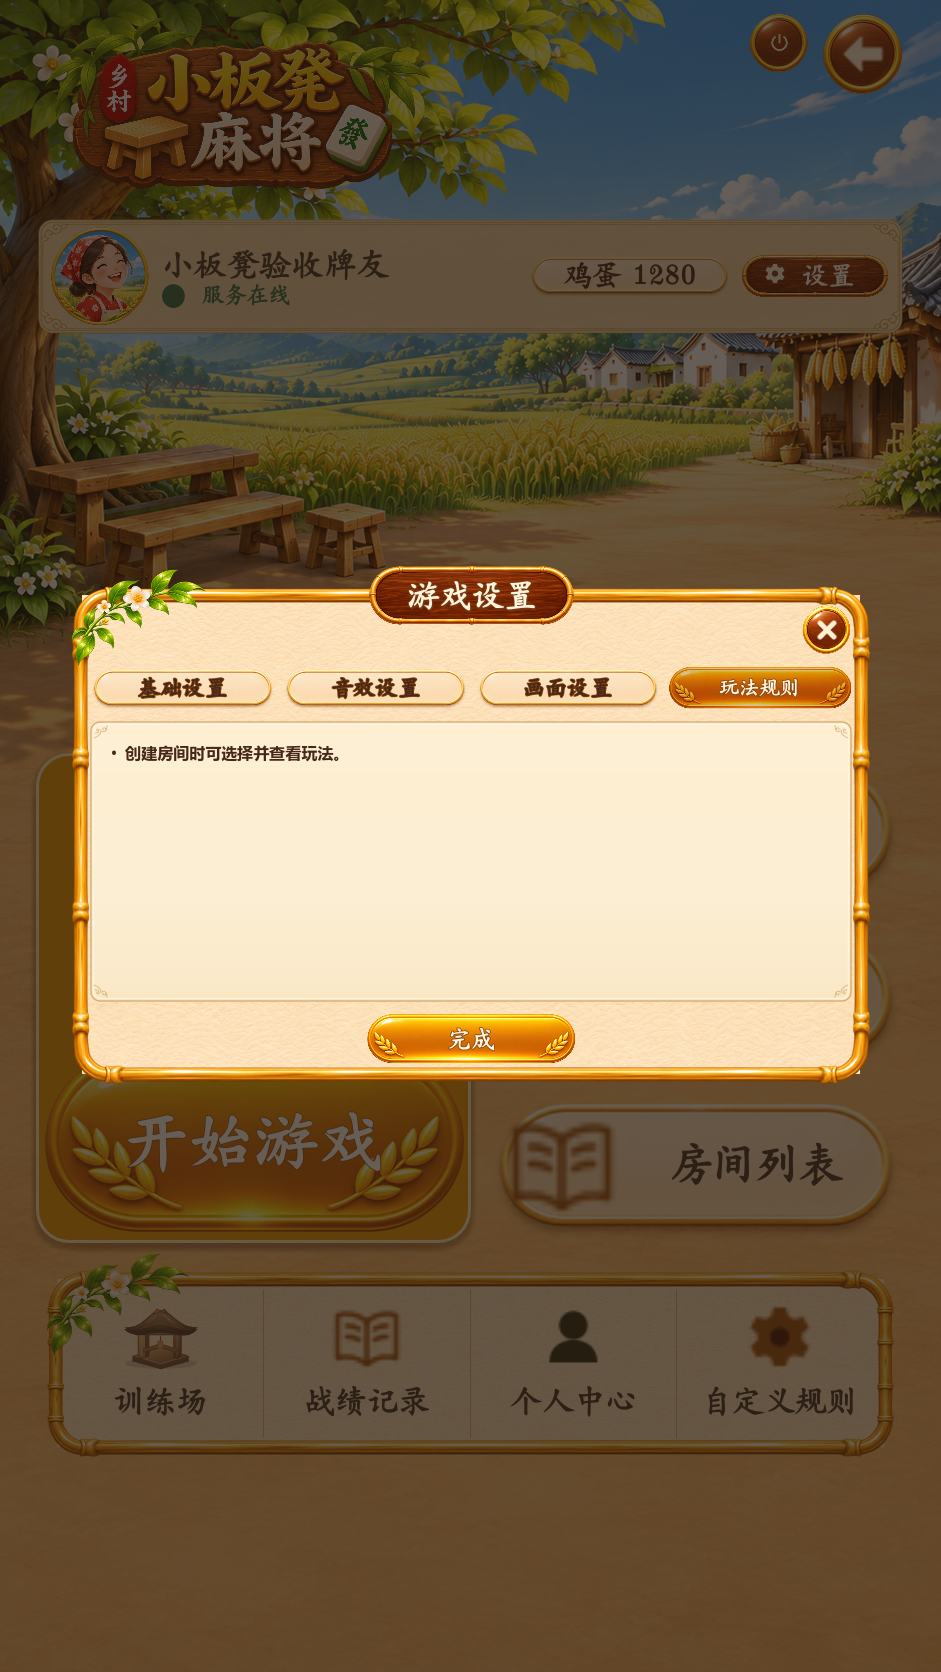 乡村
小板凳
麻将
發
小板凳验收牌友
服务在线
鸡蛋 1280
设置
游戏设置
基础设置
音效设置
画面设置
玩法规则
• 创建房间时可选择并查看玩法。
完成
开始游戏
房间列表
训练场
战绩记录
个人中心
自定义规则